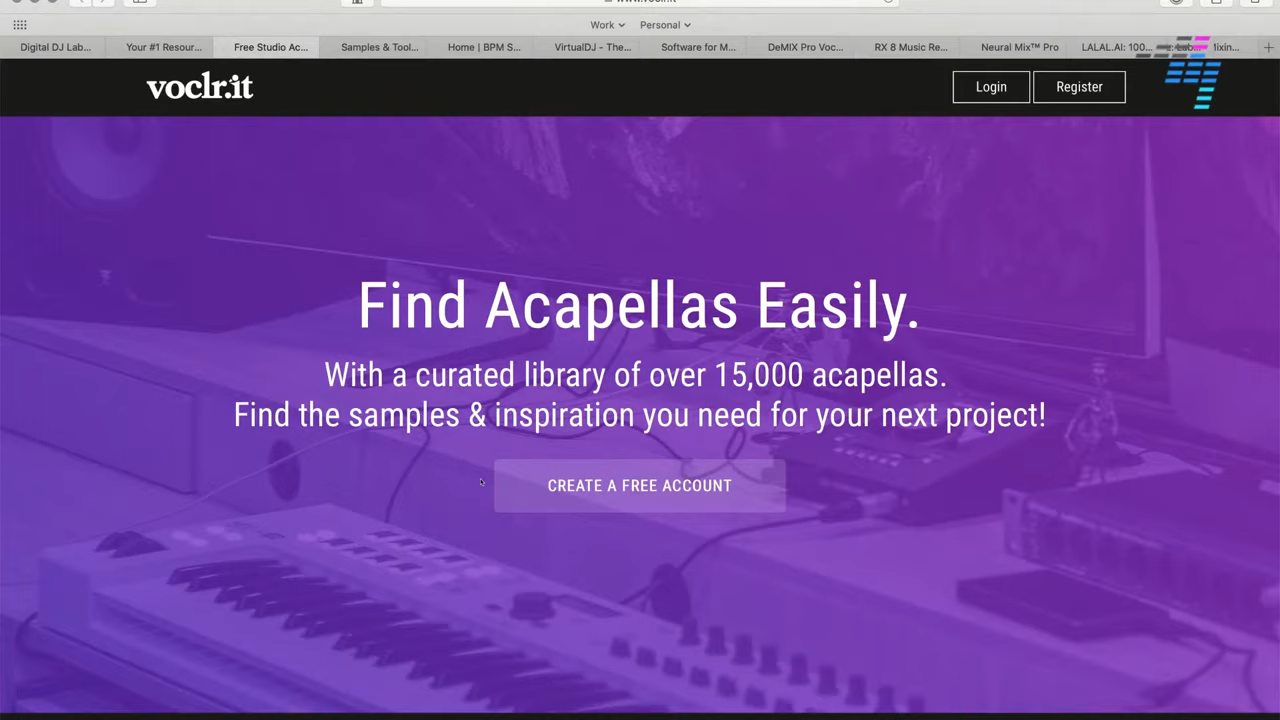 Work
Personal
Digital DJ Lab...
Your #1 Resour...
Free Studio Ac...
Samples & Tool...
Home | BPM S...
VirtualDJ - The...
Software for M...
DeMIX Pro Voc...
RX 8 Music Re...
Neural Mix™ Pro
LALAL.AI: 100...
voclr.it
Login
Register
Find Acapellas Easily.
With a curated library of over 15,000 acapellas.
Find the samples & inspiration you need for your next project!
CREATE A FREE ACCOUNT